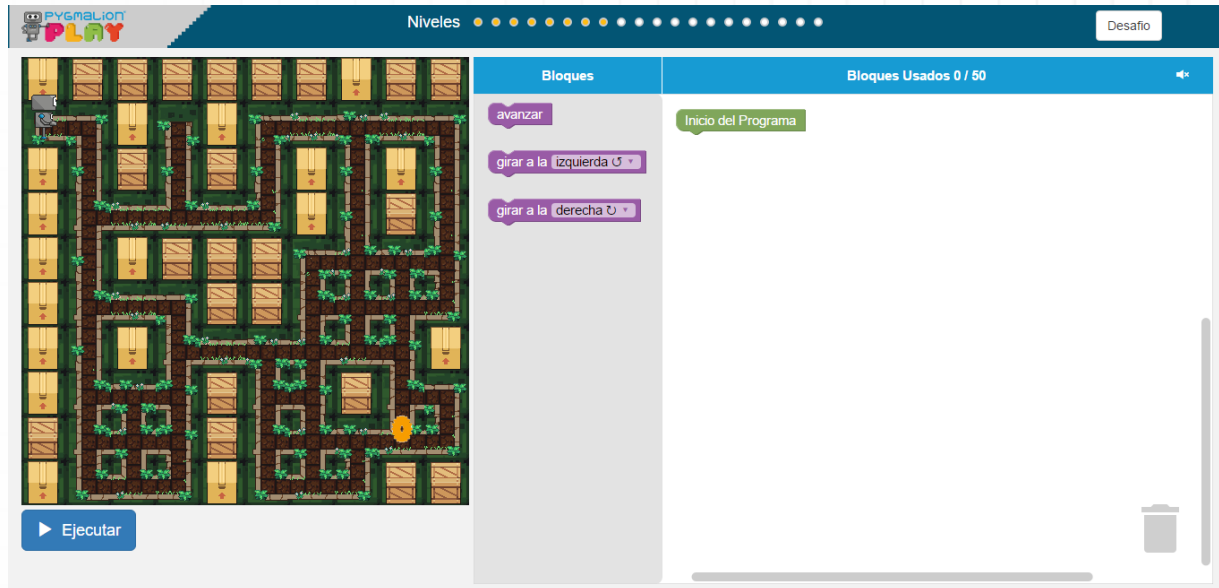 PYGMALION
PLAY
Niveles
Desafio
Bloques
Bloques Usados 0 / 50
avanzar
Inicio del Programa
girar a la izquierda ↺
girar a la derecha ↻
Ejecutar